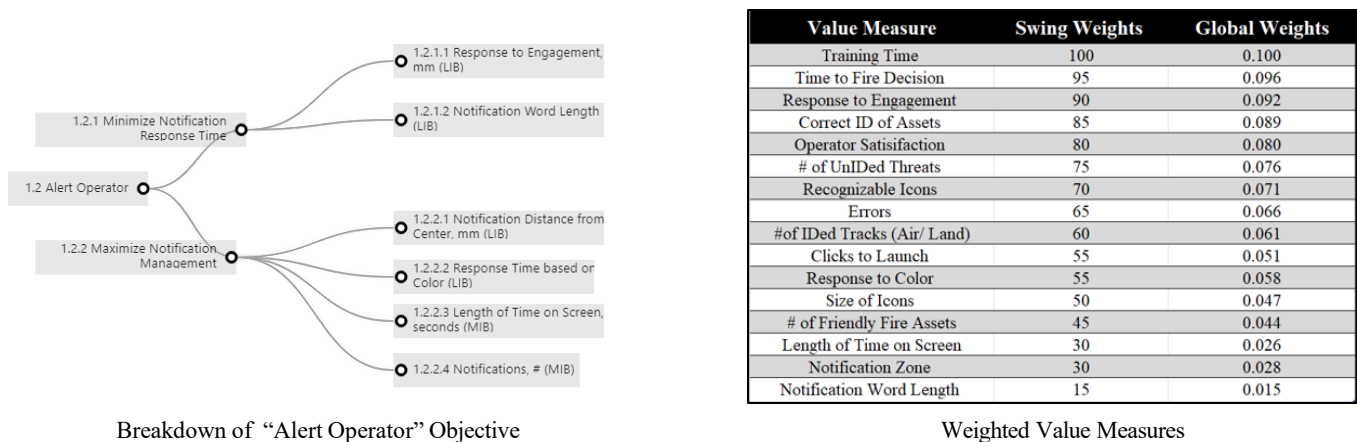 1.2.1.1 Response to Engagement,
mm (LIB)
1.2.1.2 Notification Word Length
(LIB)
1.2.1 Minimize Notification
Response Time
1.2 Alert Operator
1.2.2.1 Notification Distance from
Center, mm (LIB)
1.2.2 Maximize Notification
Management
1.2.2.2 Response Time based on
Color (LIB)
1.2.2.3 Length of Time on Screen,
seconds (MIB)
1.2.2.4 Notifications, # (MIB)
Breakdown of “Alert Operator” Objective
Value Measure Swing Weights Global Weights
Training Time 100 0.100
Time to Fire Decision 95 0.096
Response to Engagement 90 0.092
Correct ID of Assets 85 0.089
Operator Satisifaction 80 0.080
# of UnIDed Threats 75 0.076
Recognizable Icons 70 0.071
Errors 65 0.066
#of IDed Tracks (Air/ Land) 60 0.061
Clicks to Launch 55 0.051
Response to Color 55 0.058
Size of Icons 50 0.047
# of Friendly Fire Assets 45 0.044
Length of Time on Screen 30 0.026
Notification Zone 30 0.028
Notification Word Length 15 0.015
Weighted Value Measures